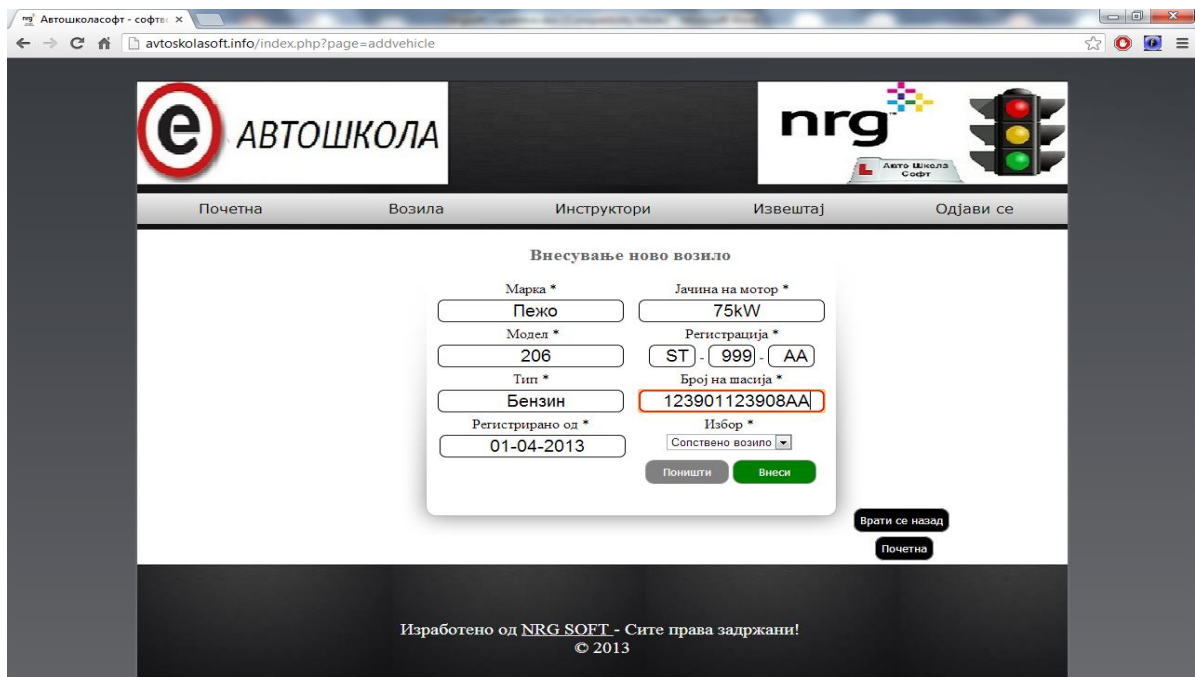 Автошколасофт - софтв
avtoskolasoft.info/index.php?page=addvehicle
e АВТОШКОЛА
nrg
L Авто Школа
Софт
Почетна Возила Инструктори Извештај Одјави се
Внесување ново возило
Марка * Јачина на мотор *
Пежо 75kW
Модел * Регистрација *
206 ST - 999 - AA
Тип * Број на шасија *
Бензин 123901123908AA
Регистрирано од * Избор *
01-04-2013 Сопствено возило
Поништи Внеси
Врати се назад
Почетна
Изработено од NRG SOFT - Сите права задржани!
© 2013